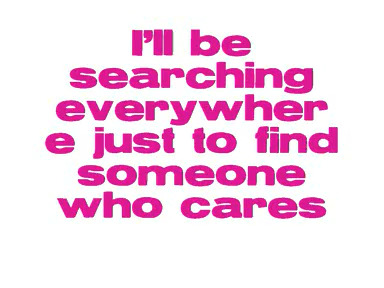 I'll be
searching
everywher
e just to find
someone
who cares